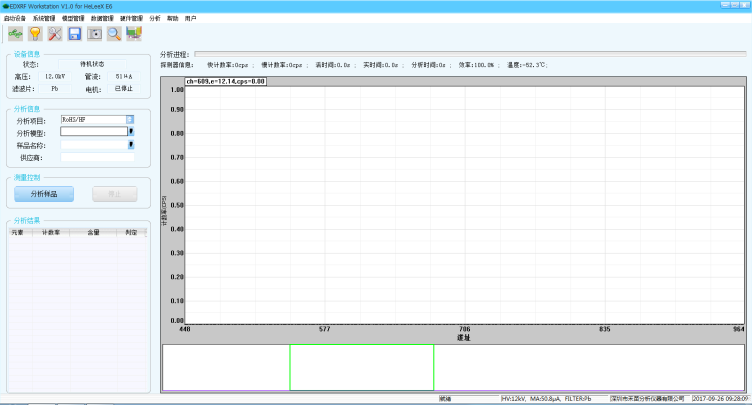 EDXRF Workstation V1.0 for HeLeeX E6
启动设备 系统管理 模型管理 数据管理 硬件管理 分析 帮助 用户
设备信息
状态: 待机状态
高压: 12.0kV 管流: 51μA
滤波片: Pb 电机: 已停止
分析信息
分析项目: RoHS/HF
分析模型:
样品名称:
供应商:
测量控制
分析样品 停止
分析结果
元素 计数率 含量 判定
分析进程:
探测器信息: 快计数率:0cps ; 慢计数率:0cps ; 活时间:0.0s ; 实时间:0.0s ; 分析时间:0s ; 效率:100.0% ; 温度:-52.3℃;
ch=609,e=12.14,cps=0.00
1.00
0.90
0.80
0.70
0.60
0.50
0.40
0.30
0.20
0.10
0.00
计数率(CPS)
448 577 706 835 964
道址
就绪 HV:12kV, MA:50.8μA, FILTER:Pb 深圳市禾苗分析仪器有限公司 2017-09-26 09:28:09